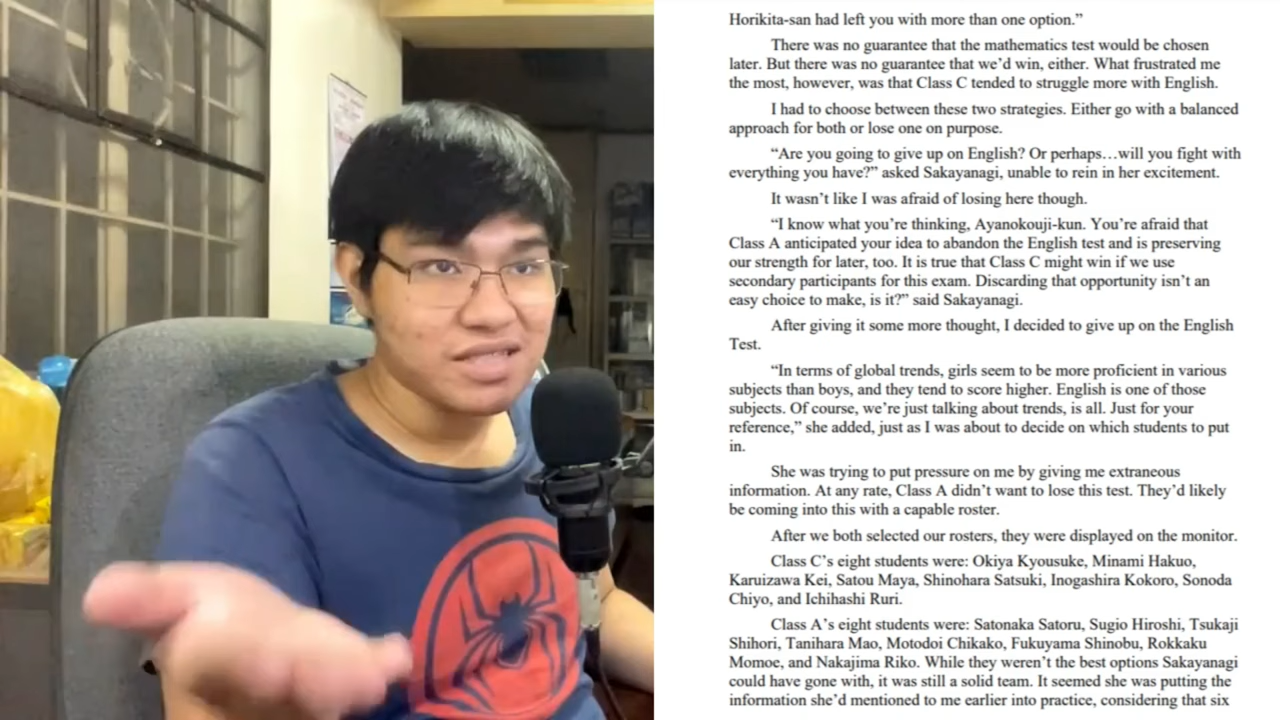 Horikita-san had left you with more than one option.”
There was no guarantee that the mathematics test would be chosen
later. But there was no guarantee that we’d win, either. What frustrated me
the most, however, was that Class C tended to struggle more with English.
I had to choose between these two strategies. Either go with a balanced
approach for both or lose one on purpose.
“Are you going to give up on English? Or perhaps…will you fight with
everything you have?” asked Sakayanagi, unable to rein in her excitement.
It wasn’t like I was afraid of losing here though.
“I know what you’re thinking, Ayanokouji-kun. You’re afraid that
Class A anticipated your idea to abandon the English test and is preserving
our strength for later, too. It is true that Class C might win if we use
secondary participants for this exam. Discarding that opportunity isn’t an
easy choice to make, is it?” said Sakayanagi.
After giving it some more thought, I decided to give up on the English
Test.
“In terms of global trends, girls seem to be more proficient in various
subjects than boys, and they tend to score higher. English is one of those
subjects. Of course, we’re just talking about trends, is all. Just for your
reference,” she added, just as I was about to decide on which students to put
in.
She was trying to put pressure on me by giving me extraneous
information. At any rate, Class A didn’t want to lose this test. They’d likely
be coming into this with a capable roster.
After we both selected our rosters, they were displayed on the monitor.
Class C’s eight students were: Okiya Kyousuke, Minami Hakuo,
Karuizawa Kei, Satou Maya, Shinohara Satsuki, Inogashira Kokoro, Sonoda
Chiyo, and Ichihashi Ruri.
Class A’s eight students were: Satonaka Satoru, Sugio Hiroshi, Tsukaji
Shihori, Tanihara Mao, Motodoi Chikako, Fukuyama Shinobu, Rokkaku
Momoe, and Nakajima Riko. While they weren’t the best options Sakayanagi
could have gone with, it was still a solid team. It seemed she was putting the
information she’d mentioned to me earlier into practice, considering that six